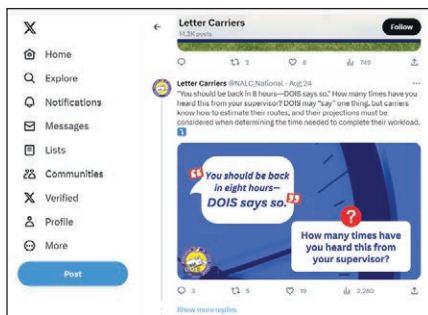 Letter Carriers
14.3K posts
Follow
Home
Explore
Notifications
Messages
Lists
Communities
Verified
Profile
More
Post
3
8
749
Letter Carriers @NALC_National · Aug 24
"You should be back in 8 hours—DOIS says so." How many times have you
heard this from your supervisor? DOIS may "say" one thing, but carriers
know how to estimate their routes, and their projections must be
considered when determining the time needed to complete their workload.
"You should be back
in eight hours—
DOIS says so."
?
How many times have
you heard this from
your supervisor?
3
5
19
2,280
Show more replies